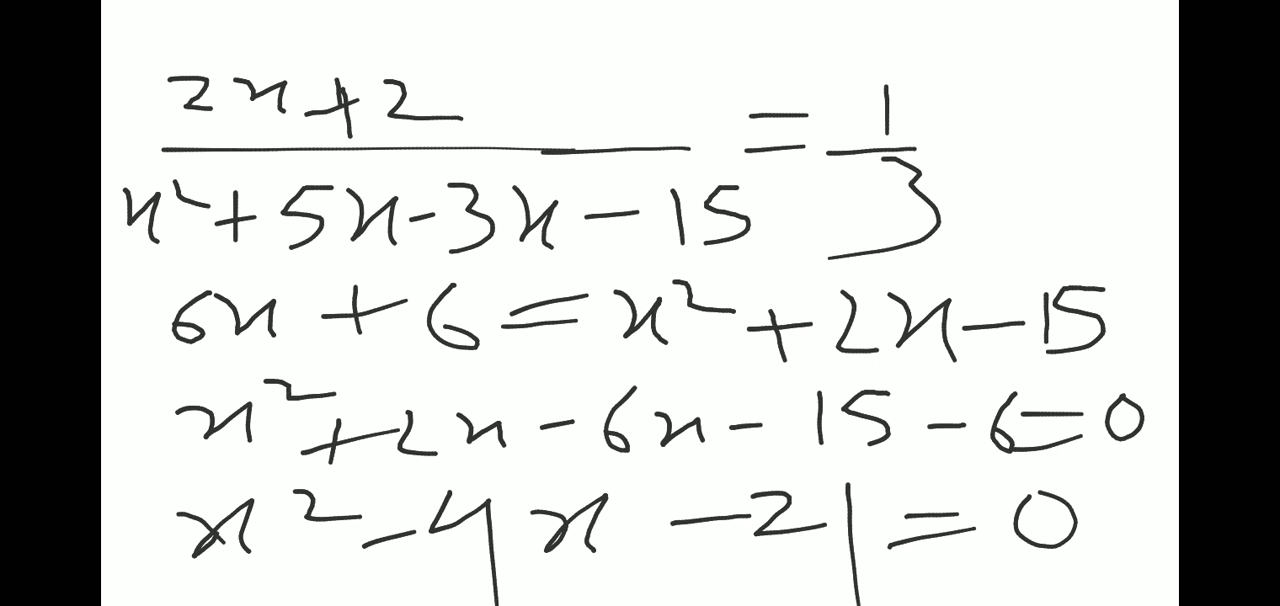 2x+2 / x²+5x-3x-15 = 1/3
6x+6=x²+2x-15
x²+2x-6x-15-6=0
x²-4x-21=0